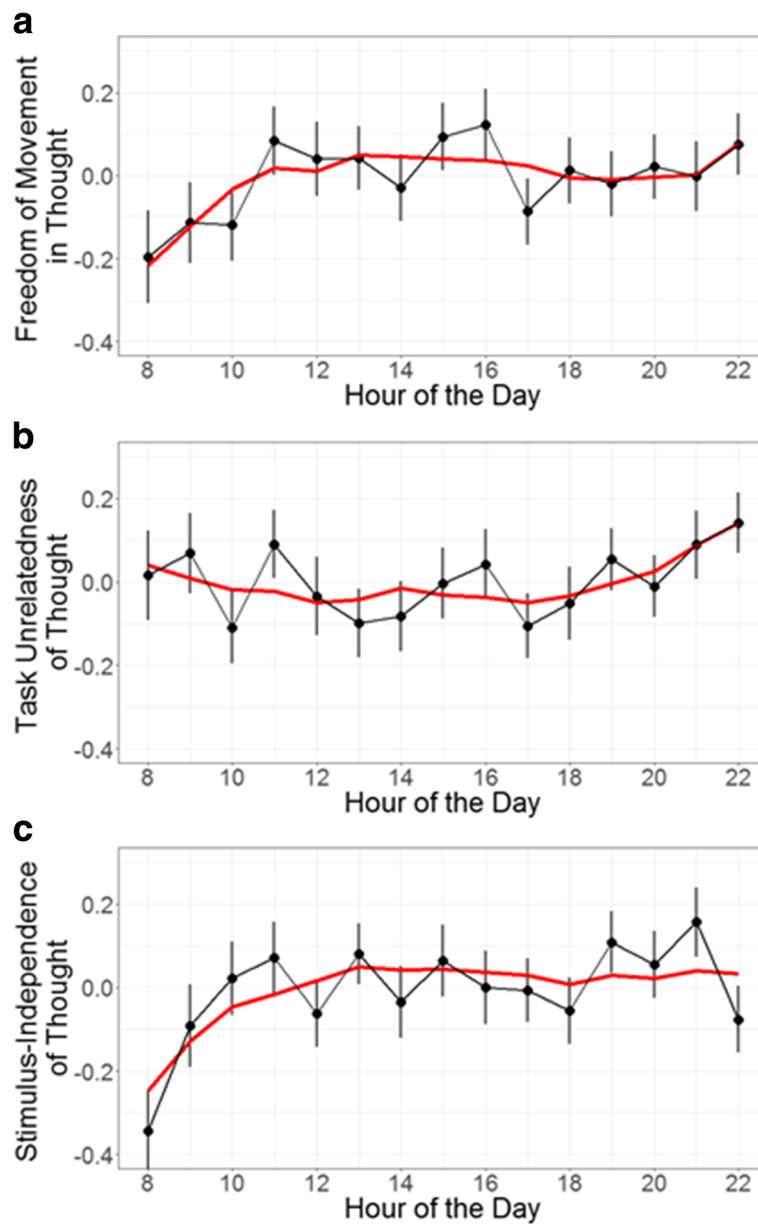 a
Freedom of Movement
in Thought
0.2
0.0
-0.2
-0.4
8 10 12 14 16 18 20 22
Hour of the Day
b
Task Unrelatedness
of Thought
0.2
0.0
-0.2
-0.4
8 10 12 14 16 18 20 22
Hour of the Day
c
Stimulus-Independence
of Thought
0.2
0.0
-0.2
-0.4
8 10 12 14 16 18 20 22
Hour of the Day